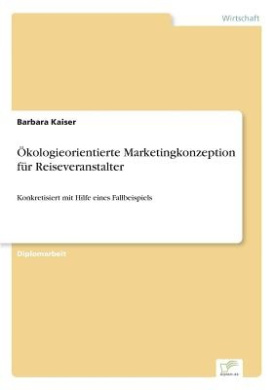 Wirtschaft
Barbara Kaiser
Ökologieorientierte Marketingkonzeption
für Reiseveranstalter
Konkretisiert mit Hilfe eines Fallbeispiels
Diplomarbeit